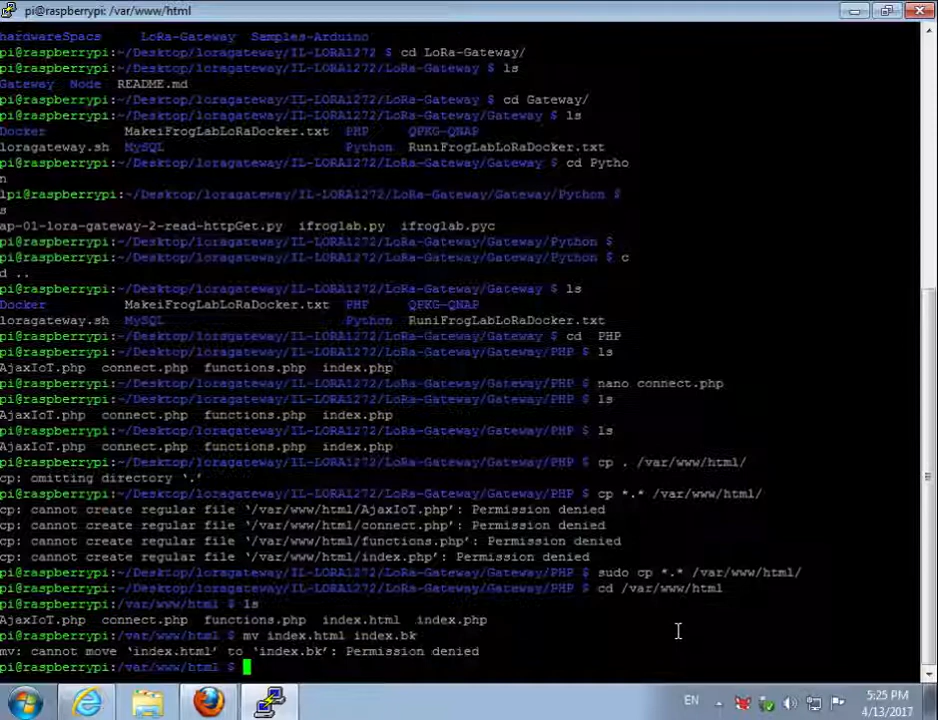 pi@raspberrypi: /var/www/html
hardwareSpacs LoRa-Gateway Samples-Arduino
pi@raspberrypi:~/Desktop/loragateway/IL-LORA1272 $ cd LoRa-Gateway/
pi@raspberrypi:~/Desktop/loragateway/IL-LORA1272/LoRa-Gateway $ ls
Gateway Node README.md
pi@raspberrypi:~/Desktop/loragateway/IL-LORA1272/LoRa-Gateway $ cd Gateway/
pi@raspberrypi:~/Desktop/loragateway/IL-LORA1272/LoRa-Gateway/Gateway $ ls
Docker MakeiFrogLabLoRaDocker.txt PHP QPKG-QNAP
loragateway.sh MySQL Python RuniFrogLabLoRaDocker.txt
pi@raspberrypi:~/Desktop/loragateway/IL-LORA1272/LoRa-Gateway/Gateway $ cd Pytho
n
lpi@raspberrypi:~/Desktop/loragateway/IL-LORA1272/LoRa-Gateway/Gateway/Python $
s
ap-01-lora-gateway-2-read-httpGet.py ifroglab.py ifroglab.pyc
pi@raspberrypi:~/Desktop/loragateway/IL-LORA1272/LoRa-Gateway/Gateway/Python $
pi@raspberrypi:~/Desktop/loragateway/IL-LORA1272/LoRa-Gateway/Gateway/Python $ c
d ..
pi@raspberrypi:~/Desktop/loragateway/IL-LORA1272/LoRa-Gateway/Gateway $ ls
Docker MakeiFrogLabLoRaDocker.txt PHP QPKG-QNAP
loragateway.sh MySQL Python RuniFrogLabLoRaDocker.txt
pi@raspberrypi:~/Desktop/loragateway/IL-LORA1272/LoRa-Gateway/Gateway $ cd PHP
pi@raspberrypi:~/Desktop/loragateway/IL-LORA1272/LoRa-Gateway/Gateway/PHP $ ls
AjaxIoT.php connect.php functions.php index.php
pi@raspberrypi:~/Desktop/loragateway/IL-LORA1272/LoRa-Gateway/Gateway/PHP $ nano connect.php
pi@raspberrypi:~/Desktop/loragateway/IL-LORA1272/LoRa-Gateway/Gateway/PHP $ ls
AjaxIoT.php connect.php functions.php index.php
pi@raspberrypi:~/Desktop/loragateway/IL-LORA1272/LoRa-Gateway/Gateway/PHP $ ls
AjaxIoT.php connect.php functions.php index.php
pi@raspberrypi:~/Desktop/loragateway/IL-LORA1272/LoRa-Gateway/Gateway/PHP $ cp . /var/www/html/
cp: omitting directory ‘.’
pi@raspberrypi:~/Desktop/loragateway/IL-LORA1272/LoRa-Gateway/Gateway/PHP $ cp *.* /var/www/html/
cp: cannot create regular file ‘/var/www/html/AjaxIoT.php’: Permission denied
cp: cannot create regular file ‘/var/www/html/connect.php’: Permission denied
cp: cannot create regular file ‘/var/www/html/functions.php’: Permission denied
cp: cannot create regular file ‘/var/www/html/index.php’: Permission denied
pi@raspberrypi:~/Desktop/loragateway/IL-LORA1272/LoRa-Gateway/Gateway/PHP $ sudo cp *.* /var/www/html/
pi@raspberrypi:~/Desktop/loragateway/IL-LORA1272/LoRa-Gateway/Gateway/PHP $ cd /var/www/html
pi@raspberrypi:/var/www/html $ ls
AjaxIoT.php connect.php functions.php index.html index.php
pi@raspberrypi:/var/www/html $ mv index.html index.bk
mv: cannot move ‘index.html’ to ‘index.bk’: Permission denied
pi@raspberrypi:/var/www/html $
EN
5:25 PM
4/13/2017